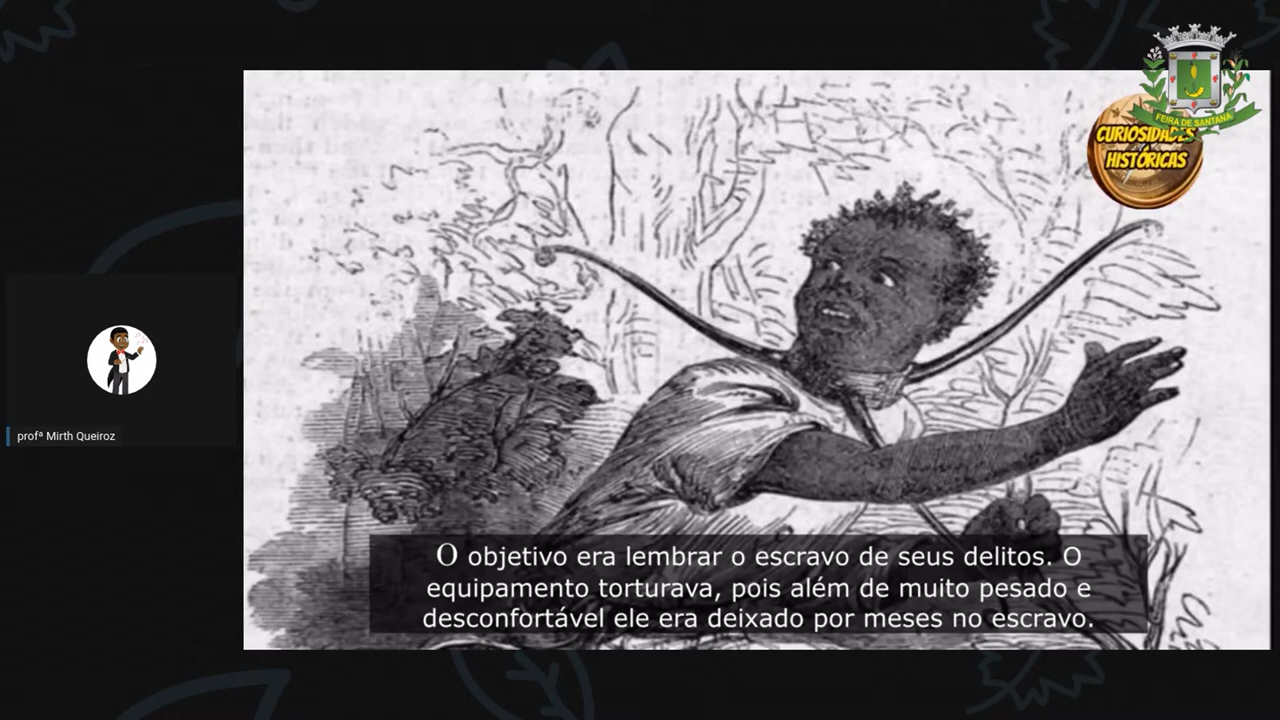 FEIRA DE SANTANA
CURIOSIDADES
HISTÓRICAS
profª Mirth Queiroz
O objetivo era lembrar o escravo de seus delitos. O
equipamento torturava, pois além de muito pesado e
desconfortável ele era deixado por meses no escravo.